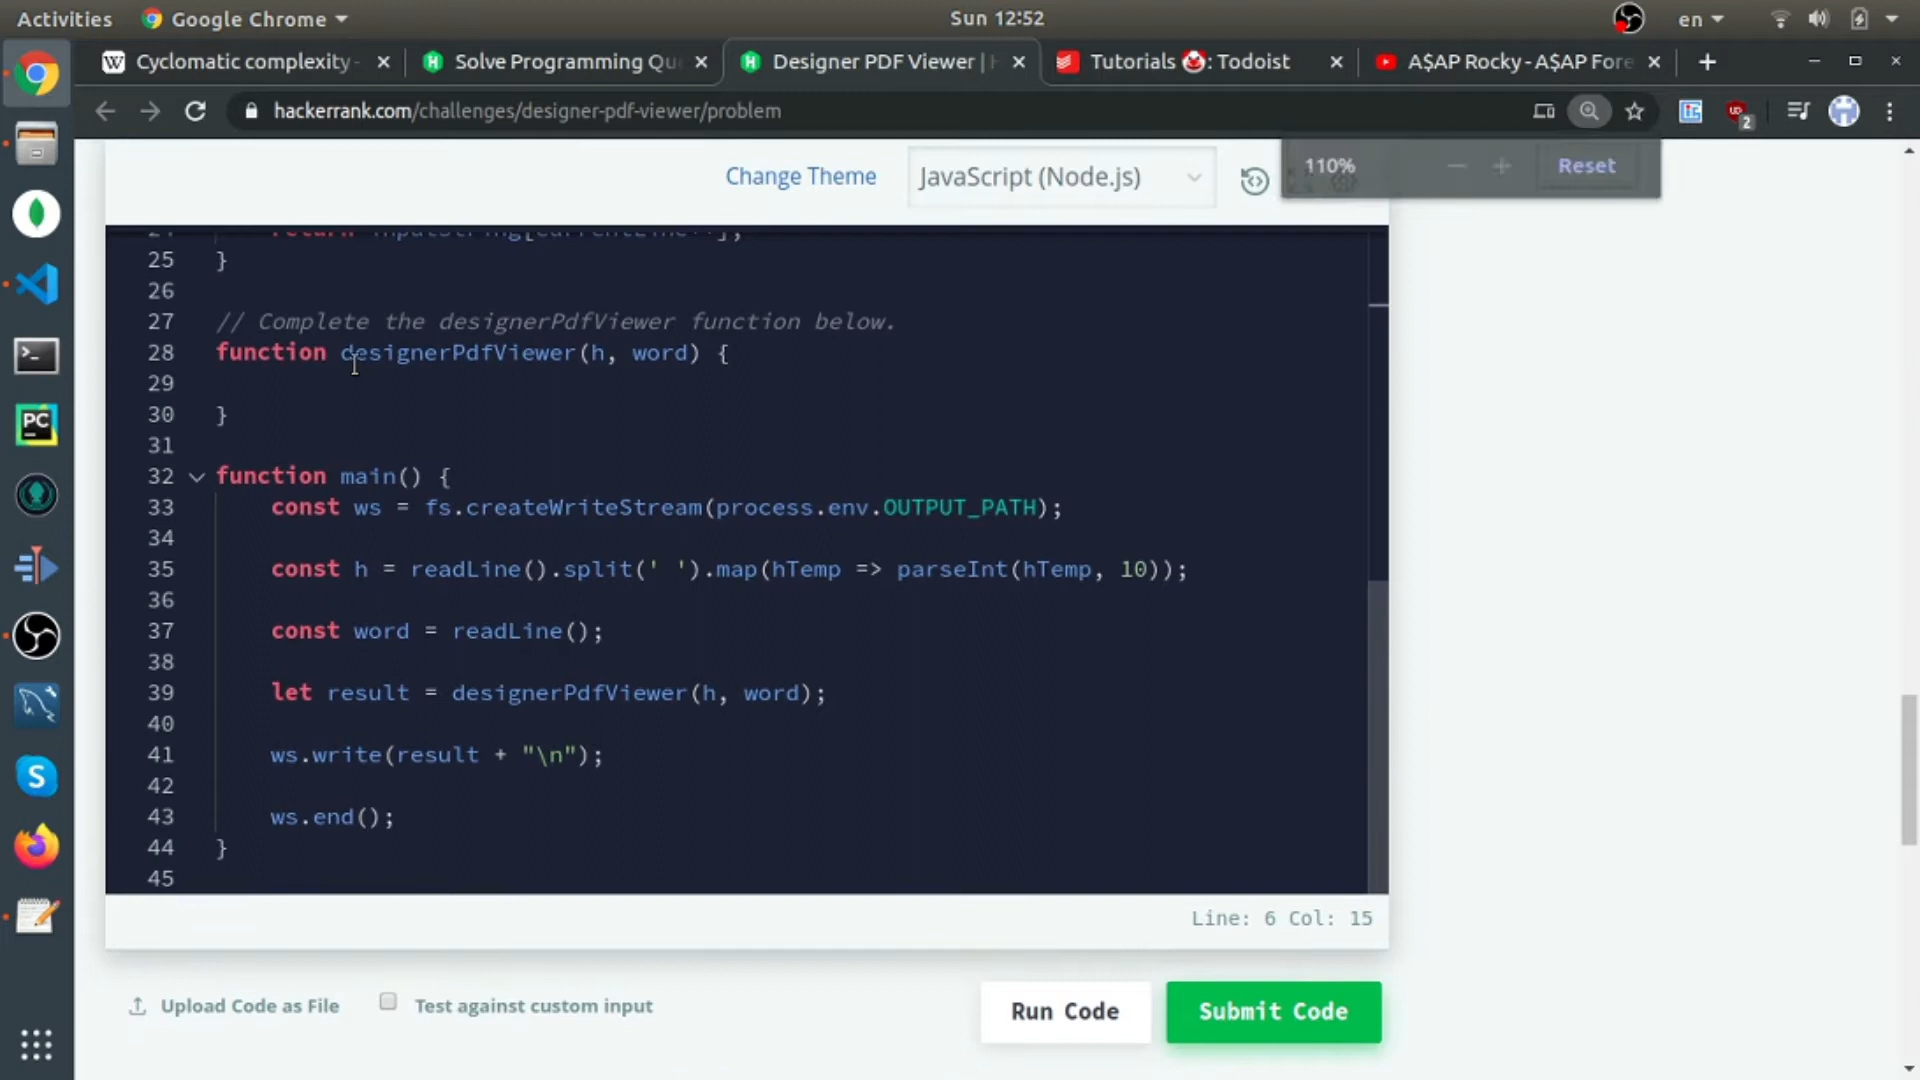 Activities Google Chrome Sun 12:52 en
Cyclomatic complexity - Solve Programming Qu Designer PDF Viewer | H Tutorials : Todoist A$AP Rocky - A$AP Fore
hackerrank.com/challenges/designer-pdf-viewer/problem 2
Change Theme JavaScript (Node.js) 110% Reset
24 return inputString[currentLine++];
25 }
26
27 // Complete the designerPdfViewer function below.
28 function designerPdfViewer(h, word) {
29
30 }
31
32 function main() {
33 const ws = fs.createWriteStream(process.env.OUTPUT_PATH);
34
35 const h = readLine().split(' ').map(hTemp => parseInt(hTemp, 10));
36
37 const word = readLine();
38
39 let result = designerPdfViewer(h, word);
40
41 ws.write(result + "\n");
42
43 ws.end();
44 }
45
Line: 6 Col: 15
Upload Code as File Test against custom input Run Code Submit Code